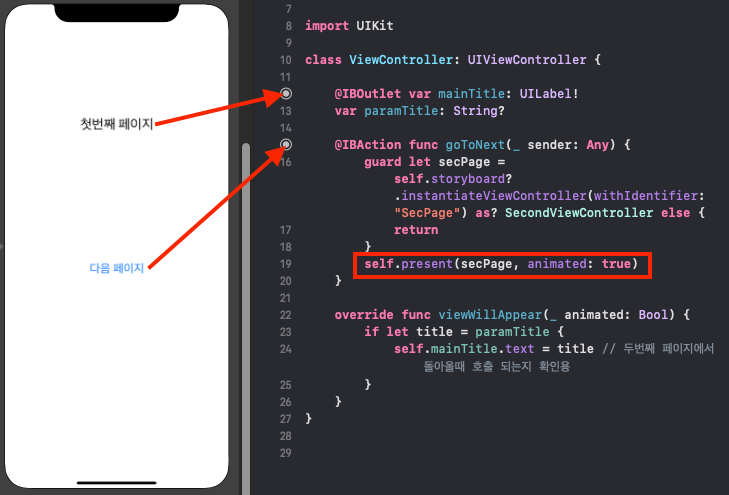 첫번째 페이지
다음 페이지
7
8 import UIKit
9
10 class ViewController: UIViewController {
11
@IBOutlet var mainTitle: UILabel!
13 var paramTitle: String?
14
@IBAction func goToNext(_ sender: Any) {
16 guard let secPage =
self.storyboard?
.instantiateViewController(withIdentifier:
"SecPage") as? SecondViewController else {
17 return
18 }
19 self.present(secPage, animated: true)
20 }
21
22 override func viewWillAppear(_ animated: Bool) {
23 if let title = paramTitle {
24 self.mainTitle.text = title // 두번째 페이지에서
돌아올때 호출 되는지 확인용
25 }
26 }
27 }
28
29